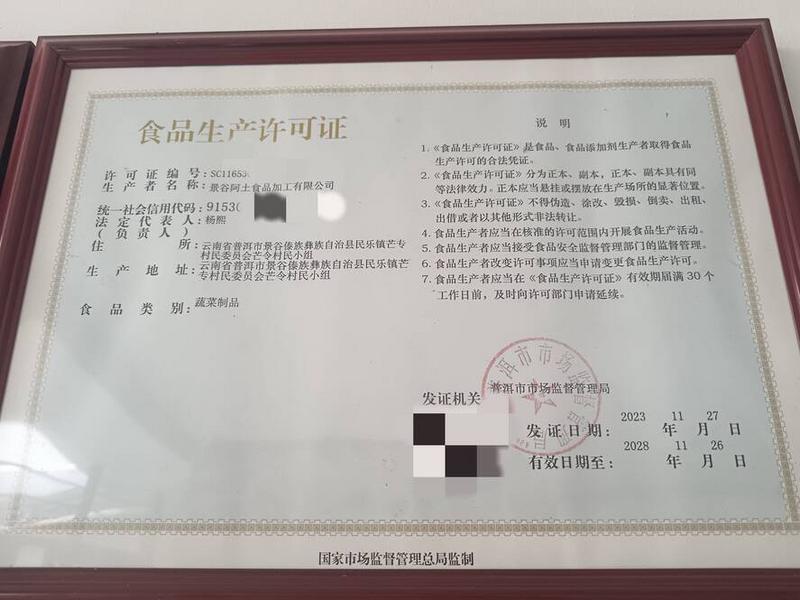 食品生产许可证
许可证编号:SC11653
生产者名称:景谷阿土食品加工有限公司
统一社会信用代码:9153
法定代表人:杨熙
(负责人)
住所:云南省普洱市景谷傣族彝族自治县民乐镇芒专
村民委员会芒令村民小组
生产地址:云南省普洱市景谷傣族彝族自治县民乐镇芒专
村民委员会芒令村民小组
食品类别:蔬菜制品
说明
1.《食品生产许可证》是食品、食品添加剂生产者取得食品
生产许可的合法凭证。
2.《食品生产许可证》分为正本、副本,正本、副本具有同
等法律效力。正本应当悬挂或摆放在生产场所的显著位置。
3.《食品生产许可证》不得伪造、涂改、毁损、倒卖、出租、
出借或者以其他形式非法转让。
4. 食品生产者应当在核准的许可范围内开展食品生产活动。
5. 食品生产者应当接受食品安全监督管理部门的监督管理。
6. 食品生产者改变许可事项应当申请变更食品生产许可。
7. 食品生产者应当在《食品生产许可证》有效期届满30个
工作日前,及时向许可部门申请延续。
发证机关 普洱市市场监督管理局
发证日期: 2023年11月27日
有效日期至: 2028年11月26日
国家市场监督管理总局监制